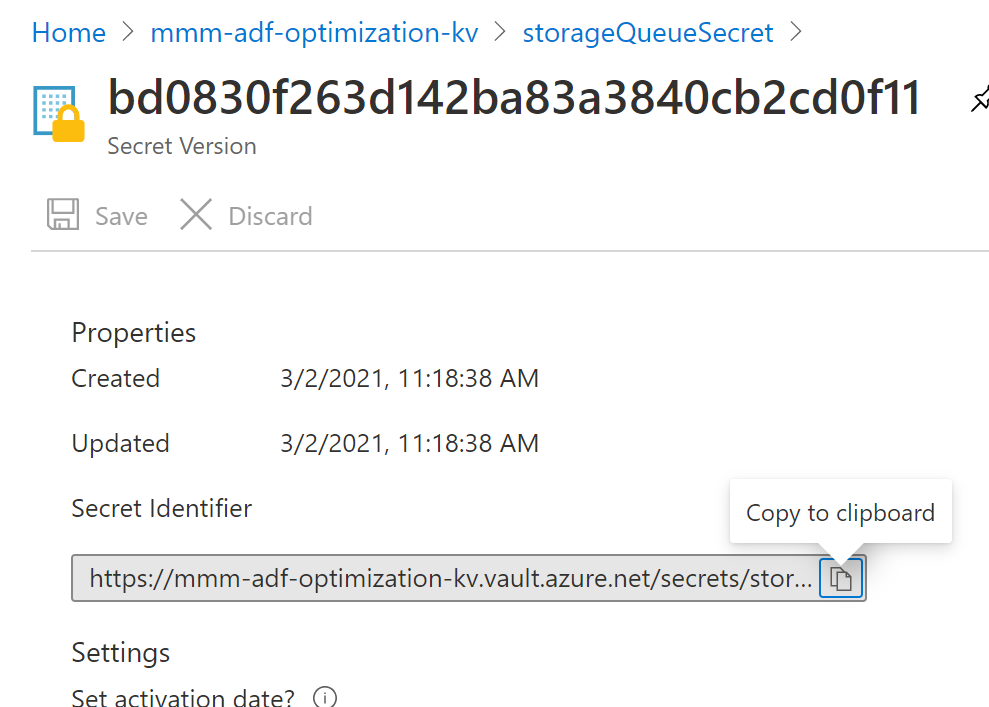 Home > mmm-adf-optimization-kv > storageQueueSecret >
bd0830f263d142ba83a3840cb2cd0f11
Secret Version
Save Discard
Properties
Created 3/2/2021, 11:18:38 AM
Updated 3/2/2021, 11:18:38 AM
Secret Identifier
Copy to clipboard
https://mmm-adf-optimization-kv.vault.azure.net/secrets/stor...
Settings
Set activation date?